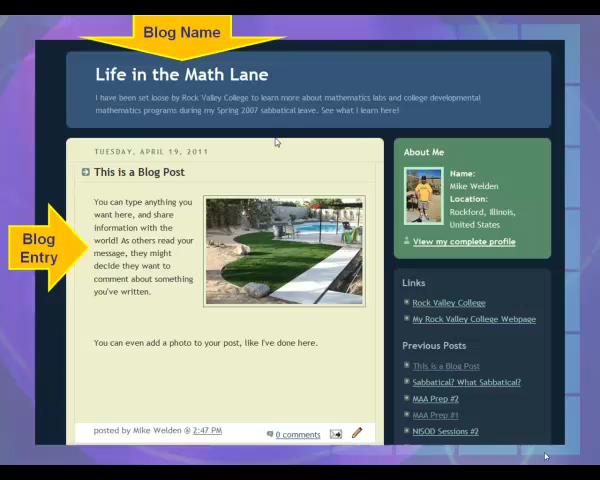 Blog Name
Life in the Math Lane
I have been set loose by Rock Valley College to learn more about mathematics labs and college developmental
mathematics programs during my Spring 2007 sabbatical leave. See what I learn here!
TUESDAY, APRIL 19, 2011
This is a Blog Post
You can type anything you
want here, and share
information with the
world! As others read your
message, they might
decide they want to
comment about something
you've written.
You can even add a photo to your post, like I've done here.
posted by Mike Welden @ 2:47 PM
0 comments
Blog
Entry
About Me
Name:
Mike Welden
Location:
Rockford, Illinois,
United States
View my complete profile
Links
Rock Valley College
My Rock Valley College Webpage
Previous Posts
This is a Blog Post
Sabbatical? What Sabbatical?
MAA Prep #2
MAA Prep #1
NISOD Sessions #2